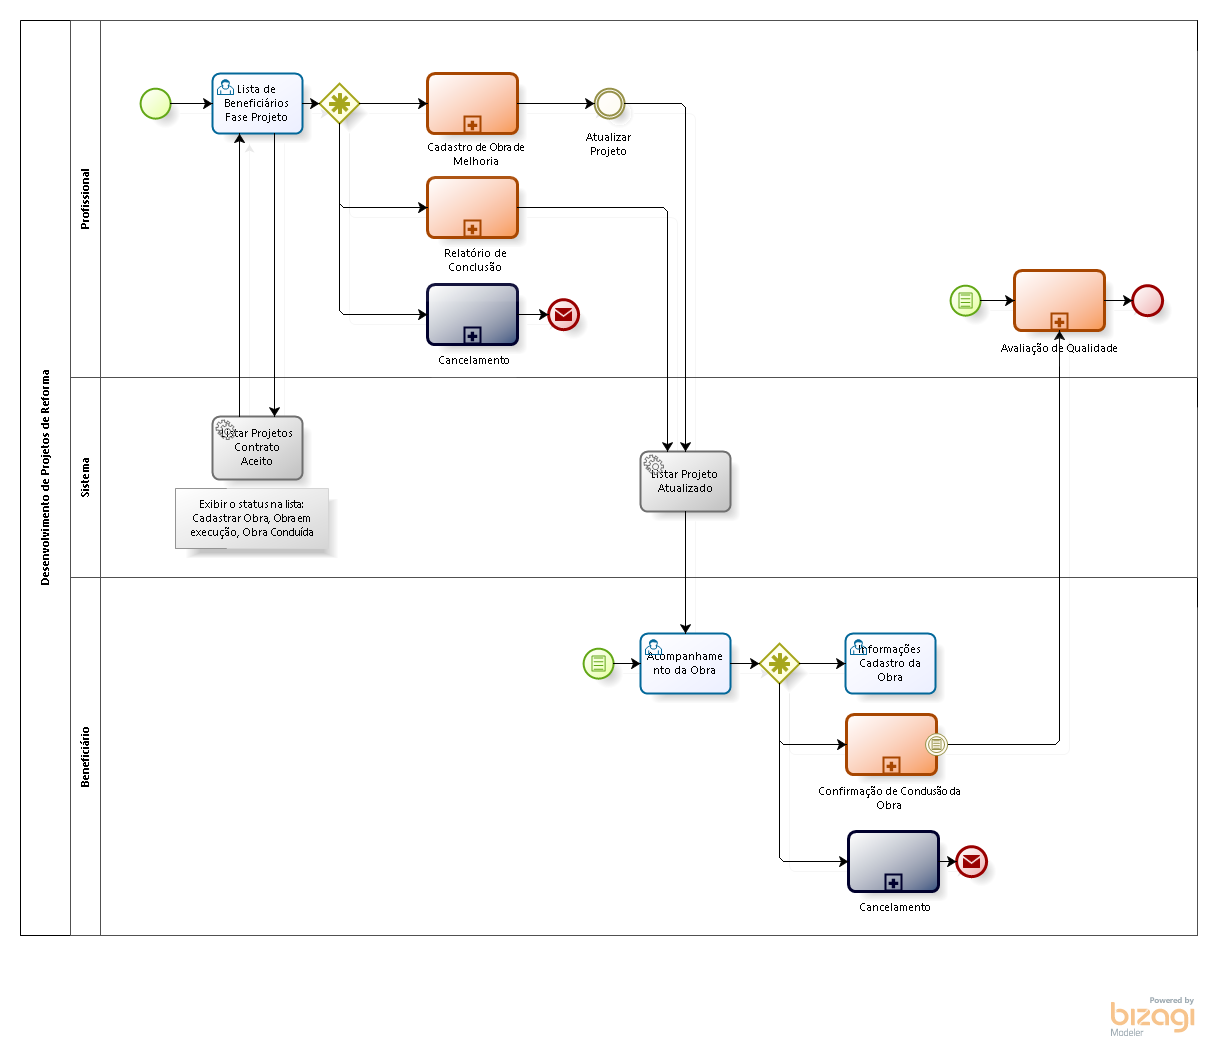 Desenvolvimento de Projetos de Reforma
Profissional
Lista de
Beneficiários
Fase Projeto
Cadastro de Obra de
Melhoria
Atualizar
Projeto
Relatório de
Conclusão
Cancelamento
Avaliação de Qualidade
Sistema
Listar Projetos
Contrato
Aceito
Exibir o status na lista:
Cadastrar Obra, Obra em
execução, Obra Concluída
Listar Projeto
Atualizado
Beneficiário
Acompanhame
nto da Obra
Informações
Cadastro da
Obra
Confirmação de Conclusão da
Obra
Cancelamento
Powered by
bizagi
Modeler